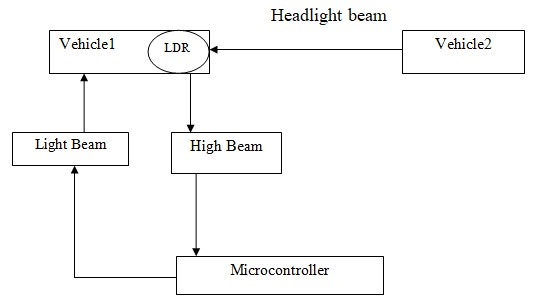 Headlight beam
Vehicle1
LDR
Vehicle2
Light Beam
High Beam
Microcontroller